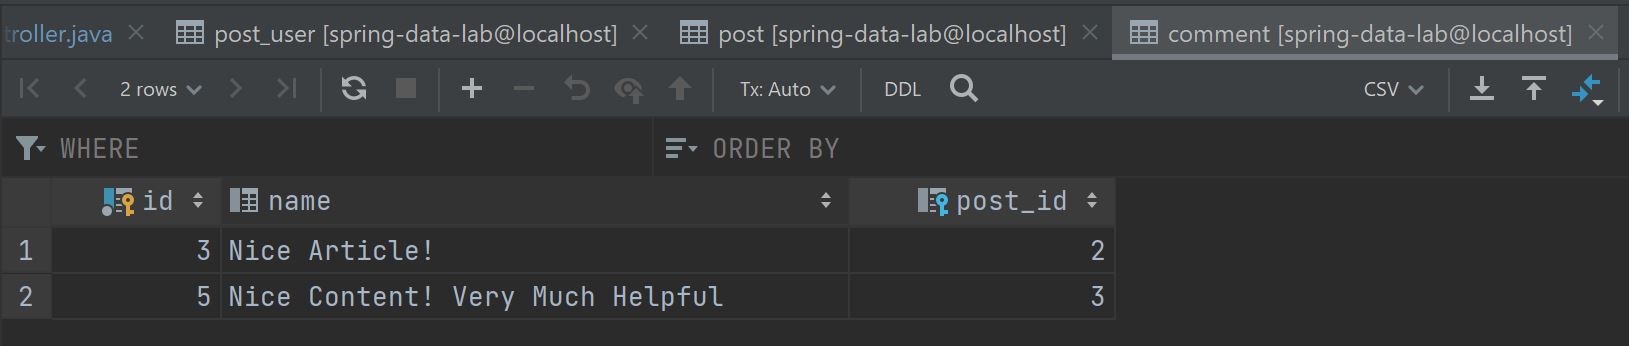 troller.java post_user [spring-data-lab@localhost] post [spring-data-lab@localhost] comment [spring-data-lab@localhost]
2 rows Tx: Auto DDL CSV
WHERE ORDER BY
id name post_id
1 3 Nice Article! 2
2 5 Nice Content! Very Much Helpful 3